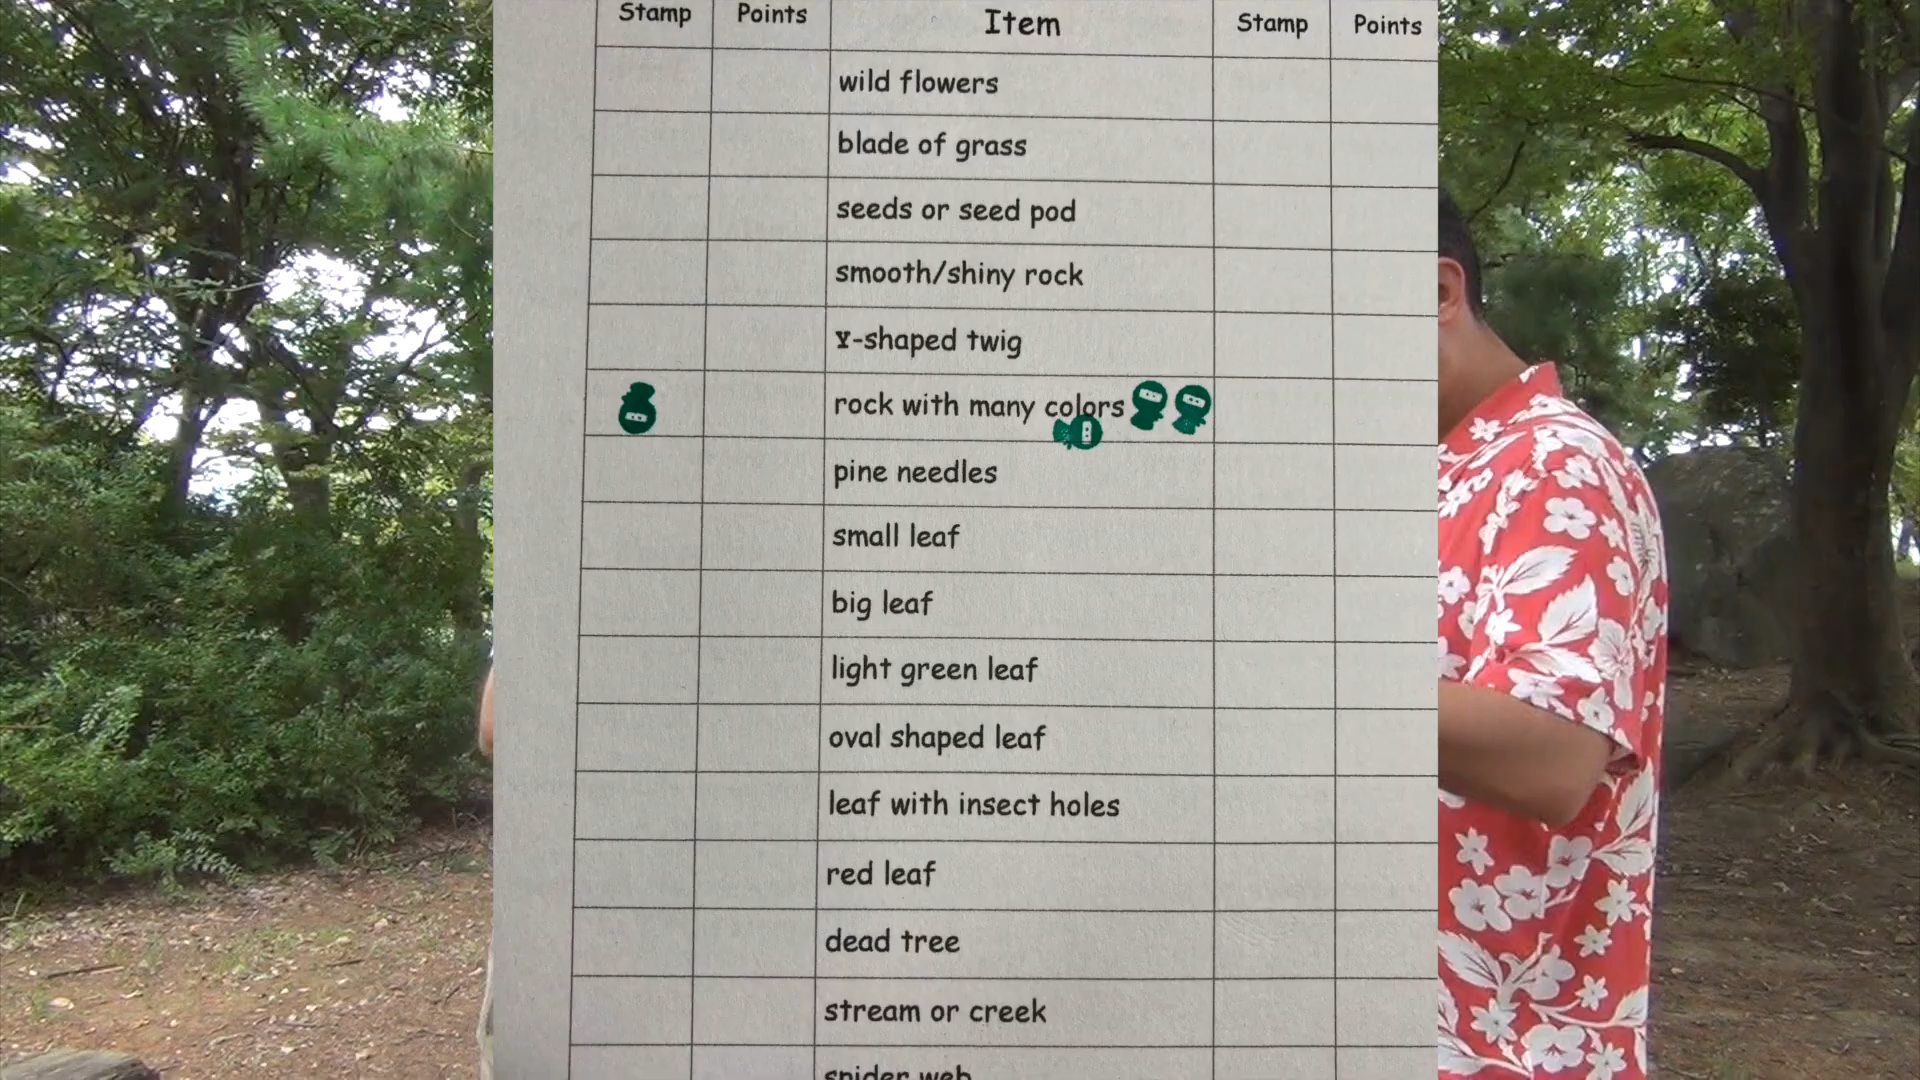 Stamp Points Item Stamp Points
wild flowers
blade of grass
seeds or seed pod
smooth/shiny rock
Y-shaped twig
rock with many colors
pine needles
small leaf
big leaf
light green leaf
oval shaped leaf
leaf with insect holes
red leaf
dead tree
stream or creek
spider web